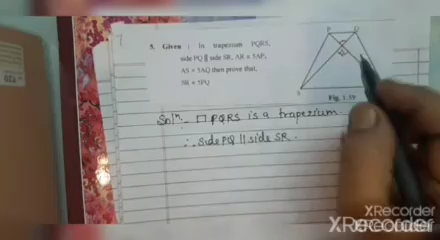 5. Given : in trapezium PQRS,
side PQ || side SR, AR = 5AP,
AS = 5AQ then prove that,
SR = 5PQ
P Q
A
S
Fig. 1.59
Solⁿ:- □ PQRS is a trapezium.
∴ side PQ || side SR.
XRecorder
XRecorder